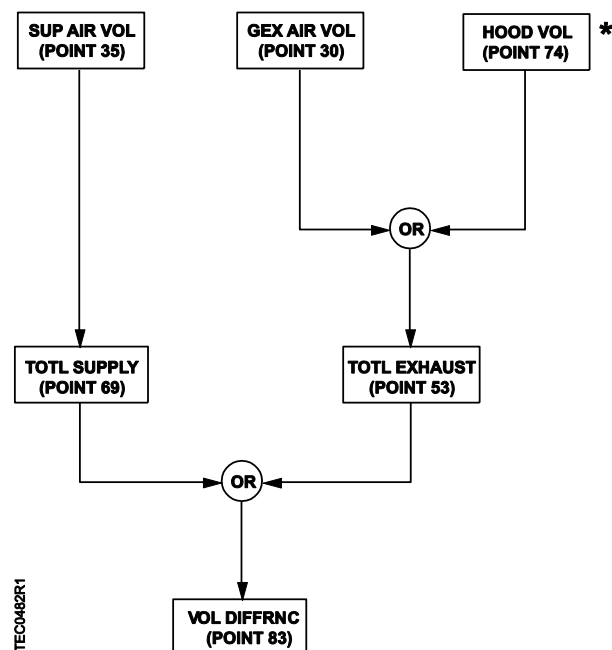 SUP AIR VOL
(POINT 35)
GEX AIR VOL
(POINT 30)
HOOD VOL
(POINT 74)
*
OR
TOTL SUPPLY
(POINT 69)
TOTL EXHAUST
(POINT 53)
OR
VOL DIFFRNC
(POINT 83)
TEC0482R1